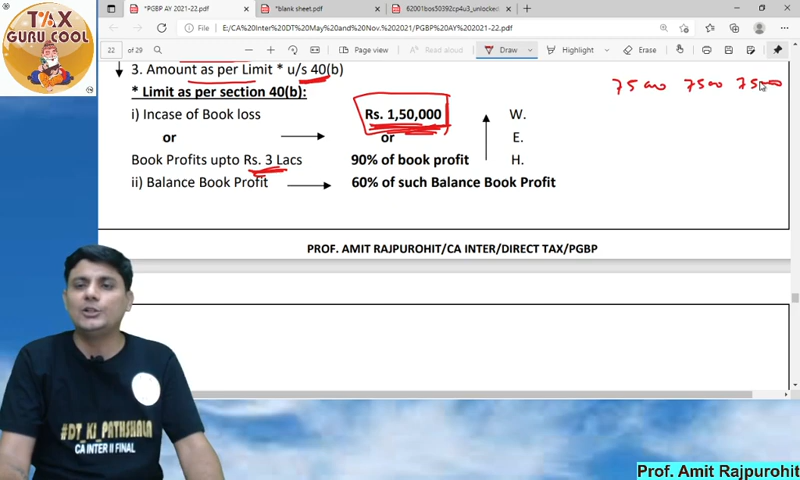 TAX
GURU COOL
*PGBP AY 2021-22.pdf
*blank sheet.pdf
62001bos50392cp4u3_unlocked
E:/CA%20Inter%20DT%20May%20and%20Nov.%202021/PGBP%20AY%202021-22.pdf
22 of 29
Page view
Read aloud
Draw
Highlight
Erase
3. Amount as per Limit * u/s 40(b)
7500 7500 7500
* Limit as per section 40(b):
i) Incase of Book loss Rs. 1,50,000 W.
or or E.
Book Profits upto Rs. 3 Lacs 90% of book profit H.
ii) Balance Book Profit 60% of such Balance Book Profit
PROF. AMIT RAJPUROHIT/CA INTER/DIRECT TAX/PGBP
#DT_KI_PATHSHALA
CA INTER II FINAL
Prof. Amit Rajpurohit